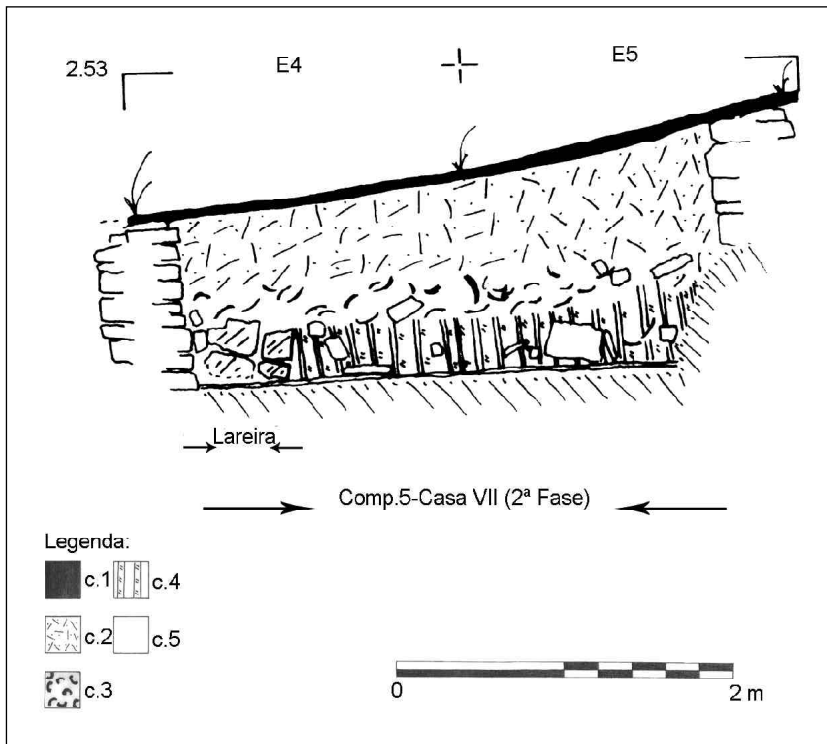 2.53 E4 E5
Lareira
Comp.5-Casa VII (2ª Fase)
Legenda:
c.1 c.4
c.2 c.5
c.3
0 2 m